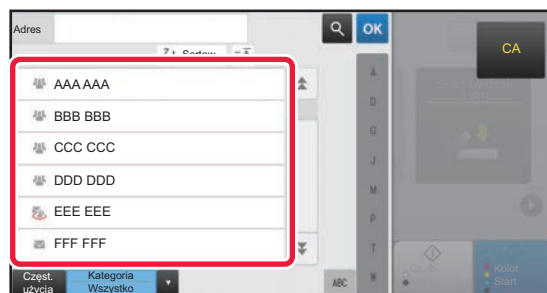 Adres
OK
CA
Sortow.
AAA AAA
BBB BBB
CCC CCC
DDD DDD
EEE EEE
FFF FFF
A
D
G
J
M
P
T
W
ABC
Częst. użycia
Kategoria
Wszystko
Kolor
Start